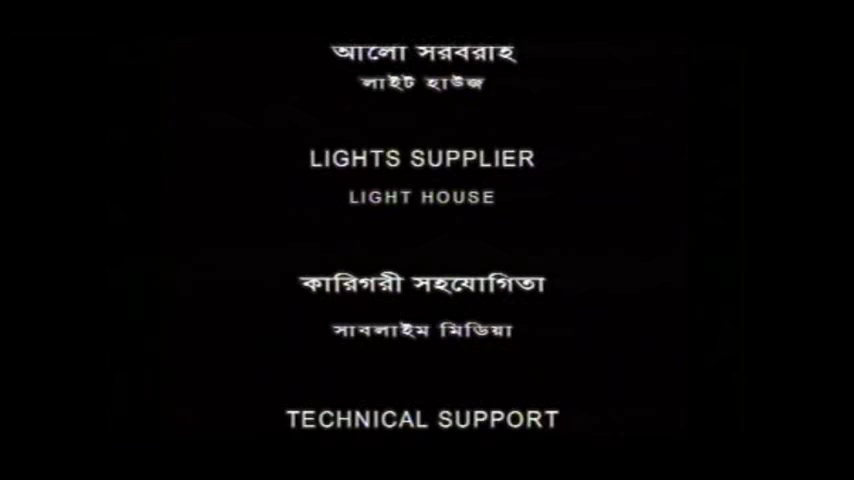 আলো সরবরাহ
লাইট হাউজ
LIGHTS SUPPLIER
LIGHT HOUSE
কারিগরী সহযোগিতা
সাবলাইম মিডিয়া
TECHNICAL SUPPORT